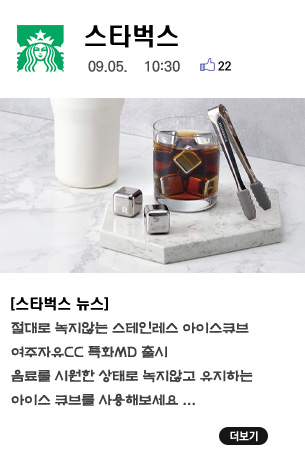 스타벅스
09.05. 10:30 22
[스타벅스 뉴스]
절대로 녹지않는 스테인레스 아이스큐브
여주자유CC 특화MD 출시
음료를 시원한 상태로 녹지않고 유지하는
아이스 큐브를 사용해보세요 ...
더보기